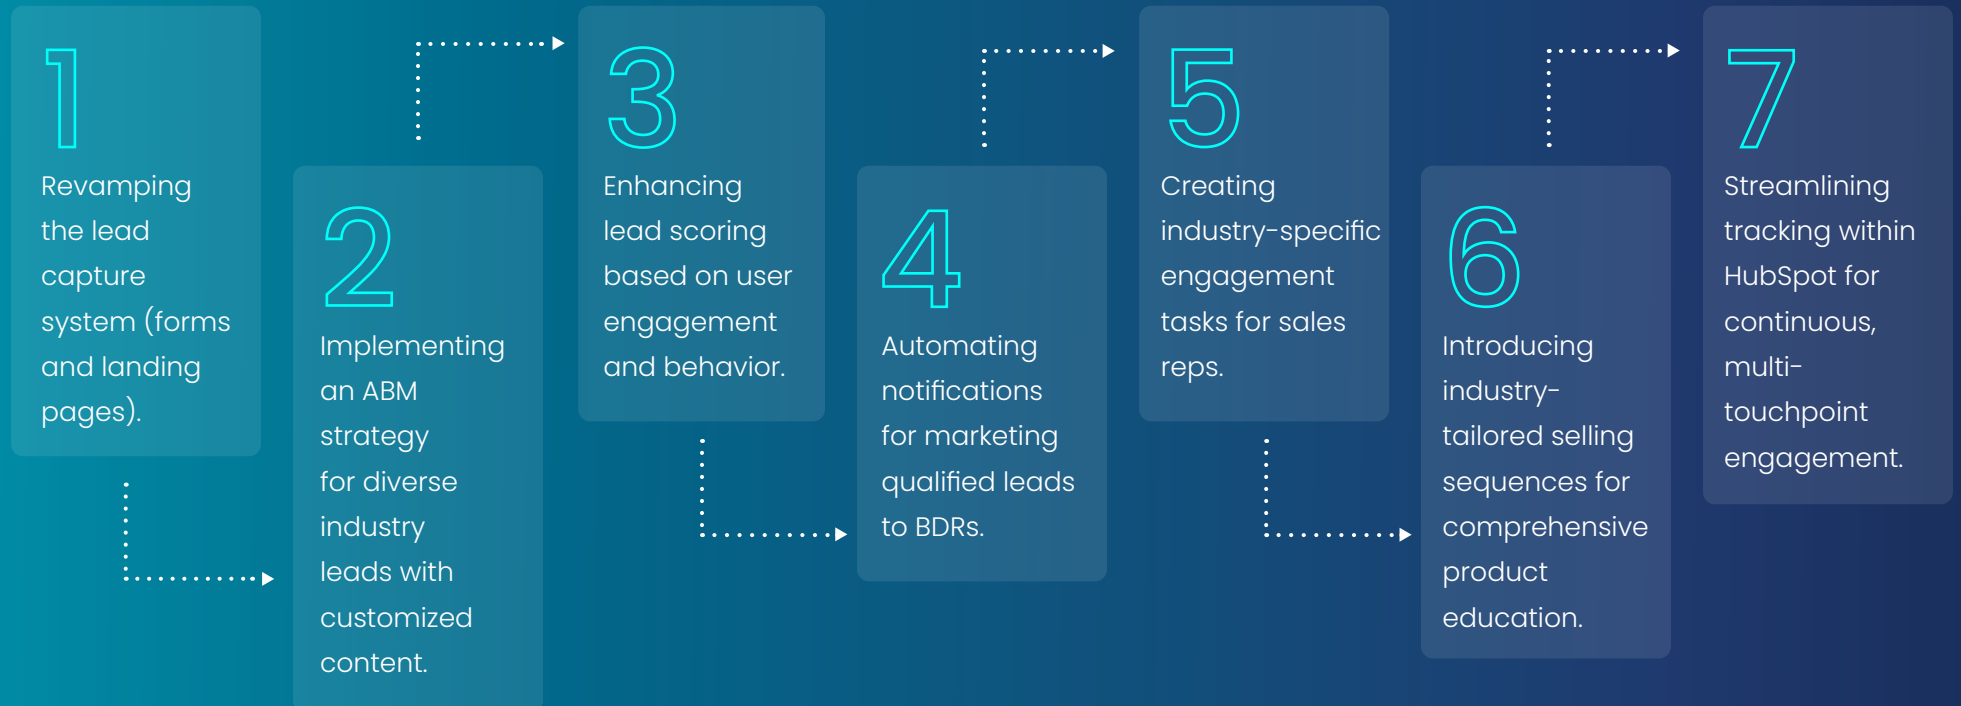 1
Revamping
the lead
capture
system (forms
and landing
pages).
2
Implementing
an ABM
strategy
for diverse
industry
leads with
customized
content.
3
Enhancing
lead scoring
based on user
engagement
and behavior.
4
Automating
notifications
for marketing
qualified leads
to BDRs.
5
Creating
industry-specific
engagement
tasks for sales
reps.
6
Introducing
industry-
tailored selling
sequences for
comprehensive
product
education.
7
Streamlining
tracking within
HubSpot for
continuous,
multi-
touchpoint
engagement.